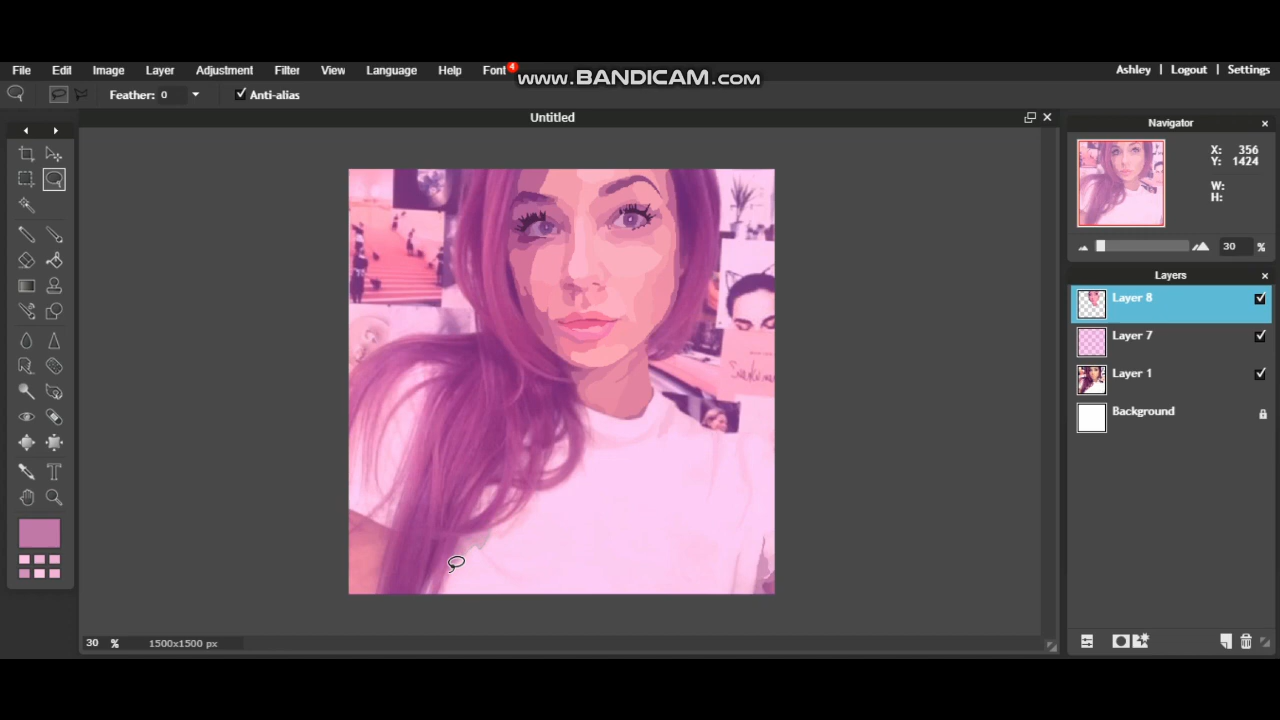 www.BANDICAM.com
File Edit Image Layer Adjustment Filter View Language Help Font 4 Ashley | Logout | Settings
Feather: 0 Anti-alias
Untitled
Navigator
X: 356
Y: 1424
W:
H:
30 %
Layers
Layer 8
Layer 7
Layer 1
Background
30 % 1500x1500 px